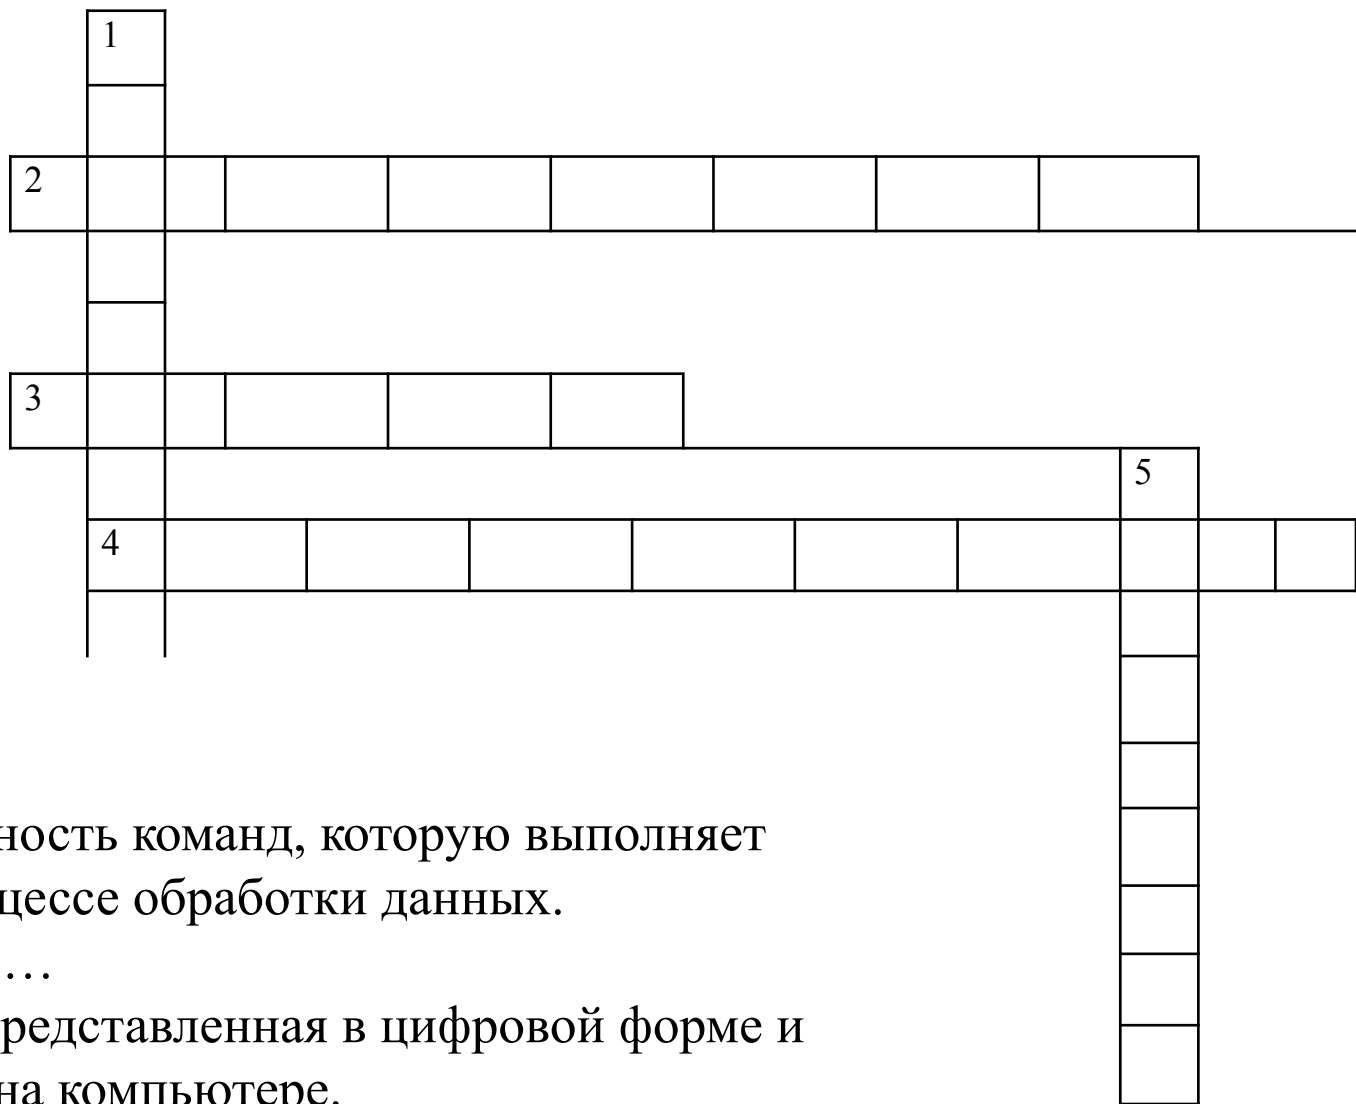 1
2
3
5
4
ность команд, которую выполняет
цессе обработки данных.
…
редставленная в цифровой форме и
на компьютере.